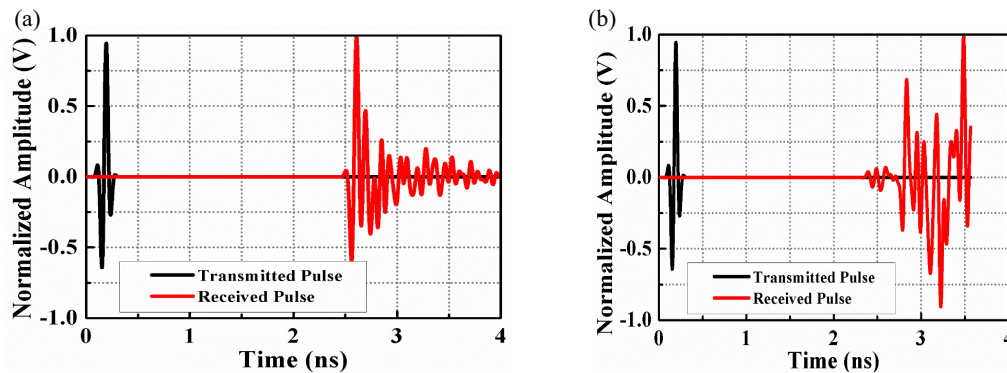 (a)
Normalized Amplitude (V)
1.0
0.5
0.0
-0.5
-1.0
Transmitted Pulse
Received Pulse
0 1 2 3 4
Time (ns)
(b)
Normalized Amplitude (V)
1.0
0.5
0.0
-0.5
-1.0
Transmitted Pulse
Received Pulse
0 1 2 3 4
Time (ns)